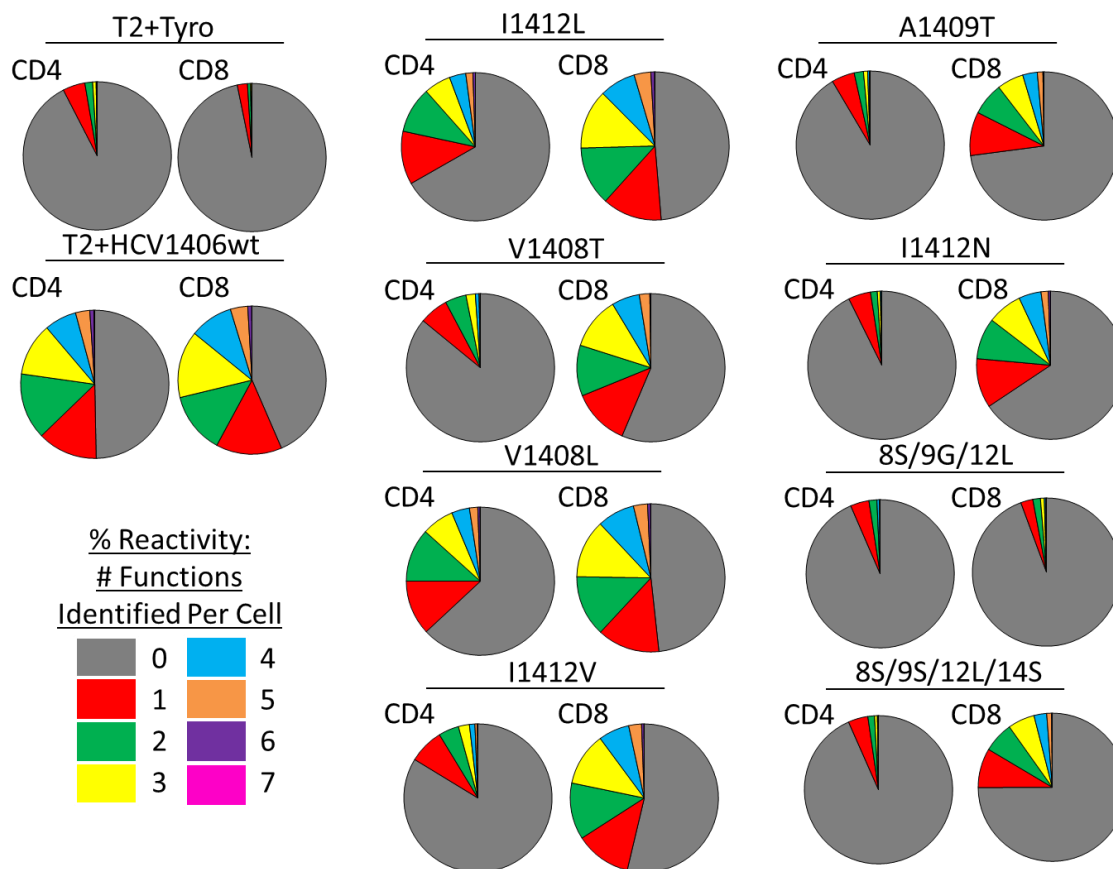 T2+Tyro
CD4 CD8
T2+HCV1406wt
CD4 CD8
% Reactivity:
# Functions
Identified Per Cell
0 4
1 5
2 6
3 7
I1412L
CD4 CD8
V1408T
CD4 CD8
V1408L
CD4 CD8
I1412V
CD4 CD8
A1409T
CD4 CD8
I1412N
CD4 CD8
8S/9G/12L
CD4 CD8
8S/9S/12L/14S
CD4 CD8